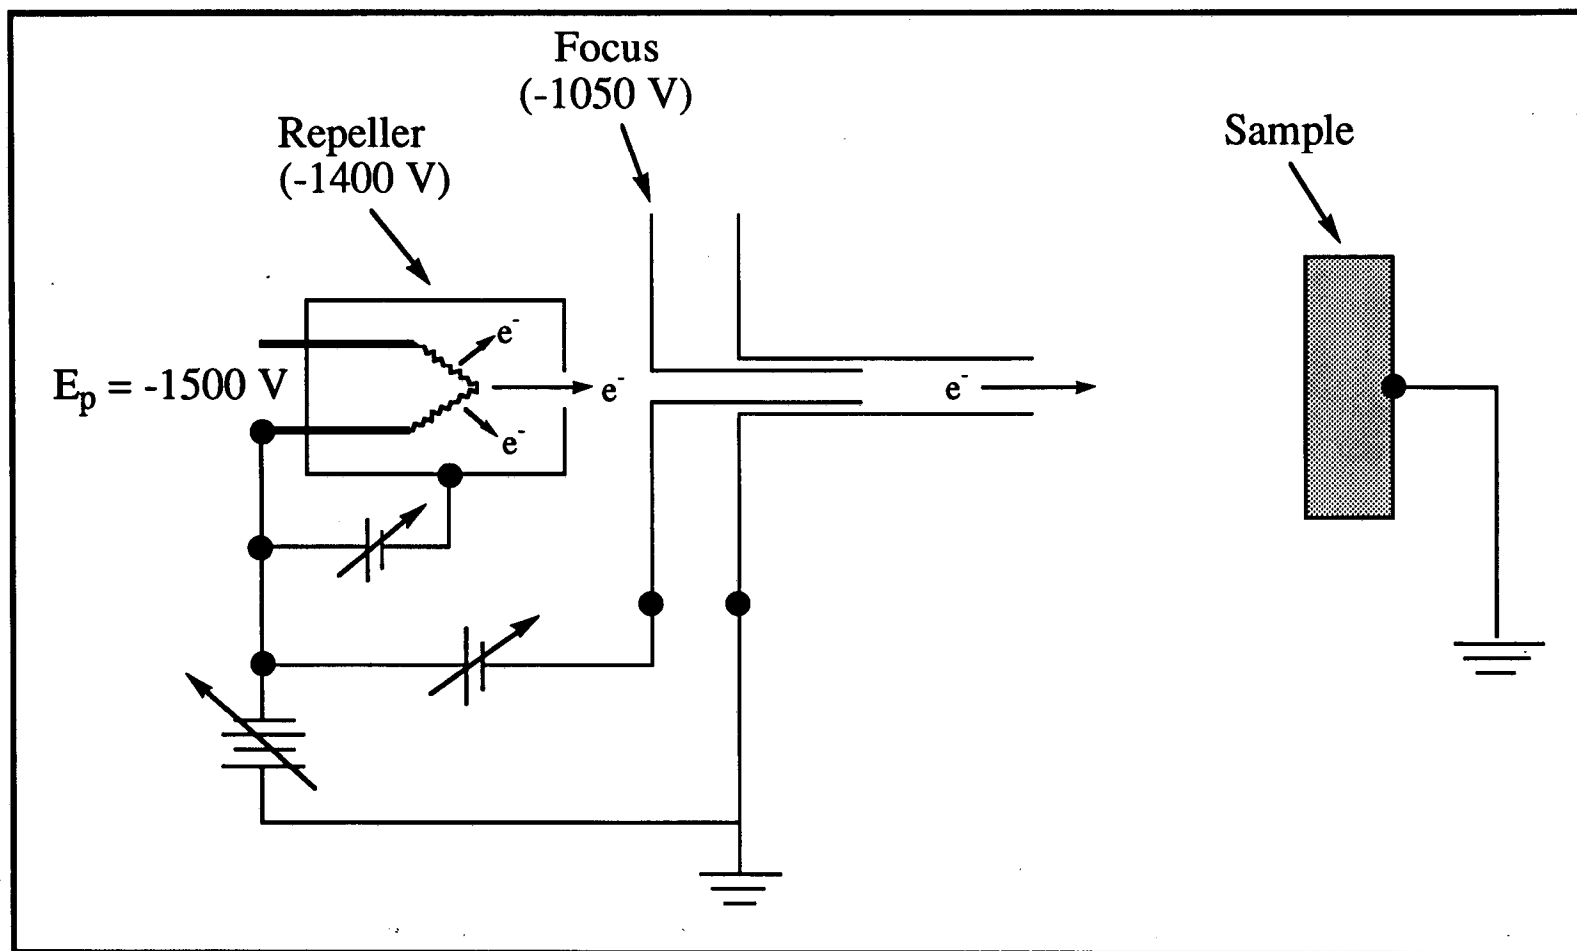 Focus
(-1050 V)
Repeller
(-1400 V)
Sample
e-
Ep = -1500 V
e-
e-
e-